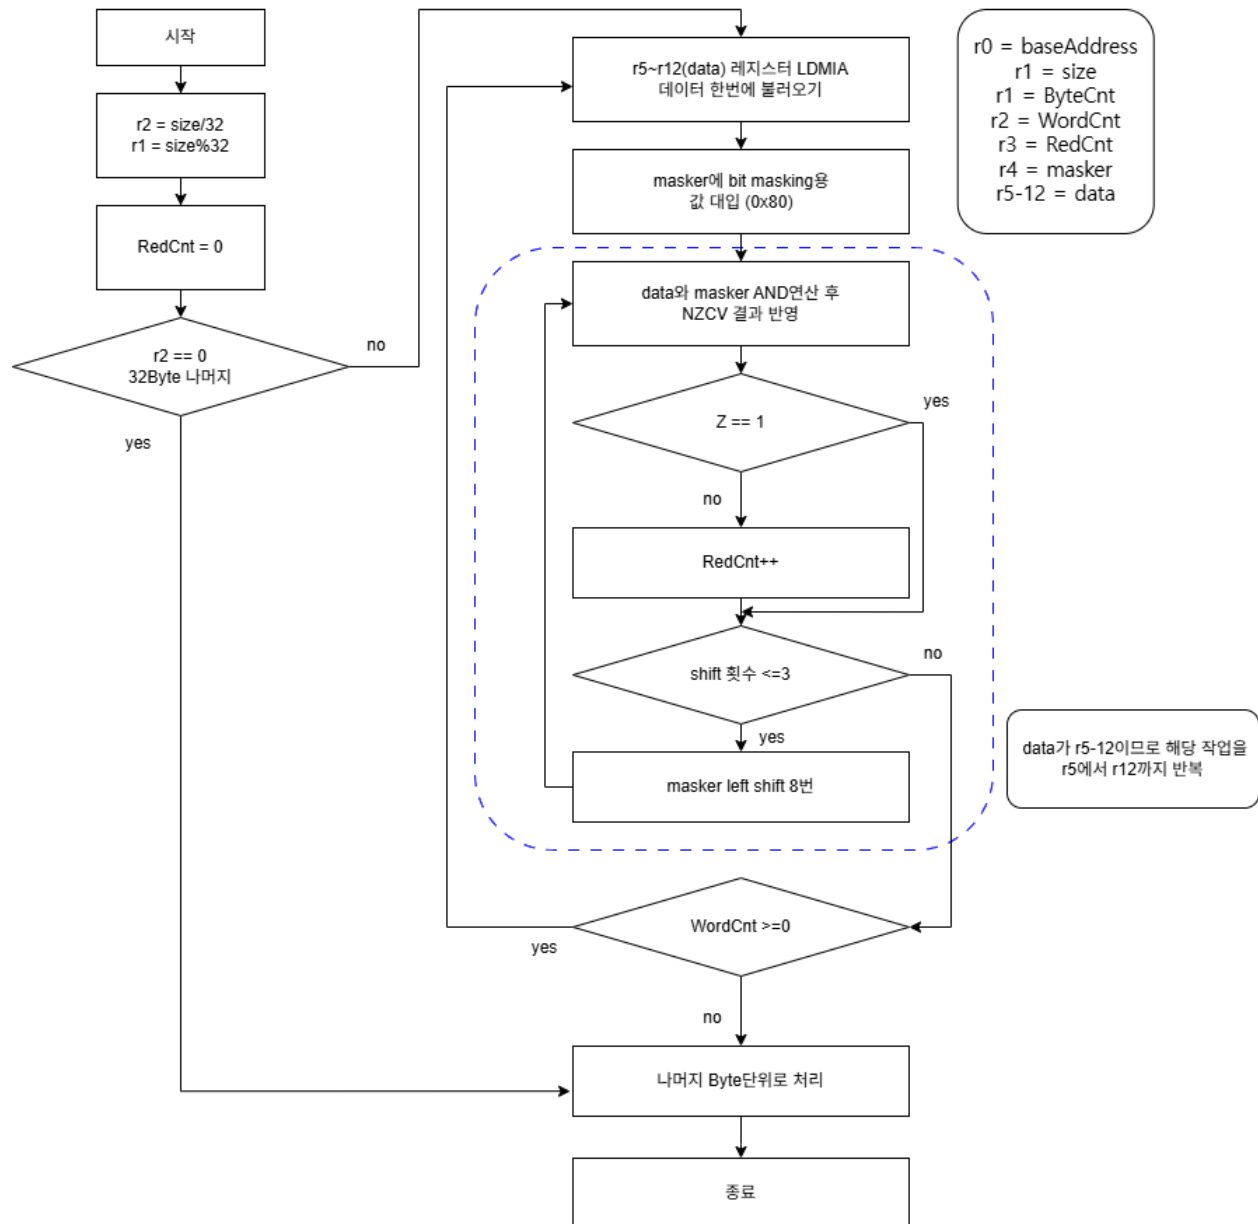 시작
r2 = size/32
r1 = size%32
RedCnt = 0
r2 == 0
32Byte 나머지
no
yes
r5~r12(data) 레지스터 LDMIA
데이터 한번에 불러오기
masker에 bit masking용
값 대입 (0x80)
data와 masker AND연산 후
NZCV 결과 반영
Z == 1
yes
no
RedCnt++
shift 횟수 <=3
no
yes
masker left shift 8번
WordCnt >=0
yes
no
나머지 Byte단위로 처리
종료
r0 = baseAddress
r1 = size
r1 = ByteCnt
r2 = WordCnt
r3 = RedCnt
r4 = masker
r5-12 = data
data가 r5-12이므로 해당 작업을
r5에서 r12까지 반복